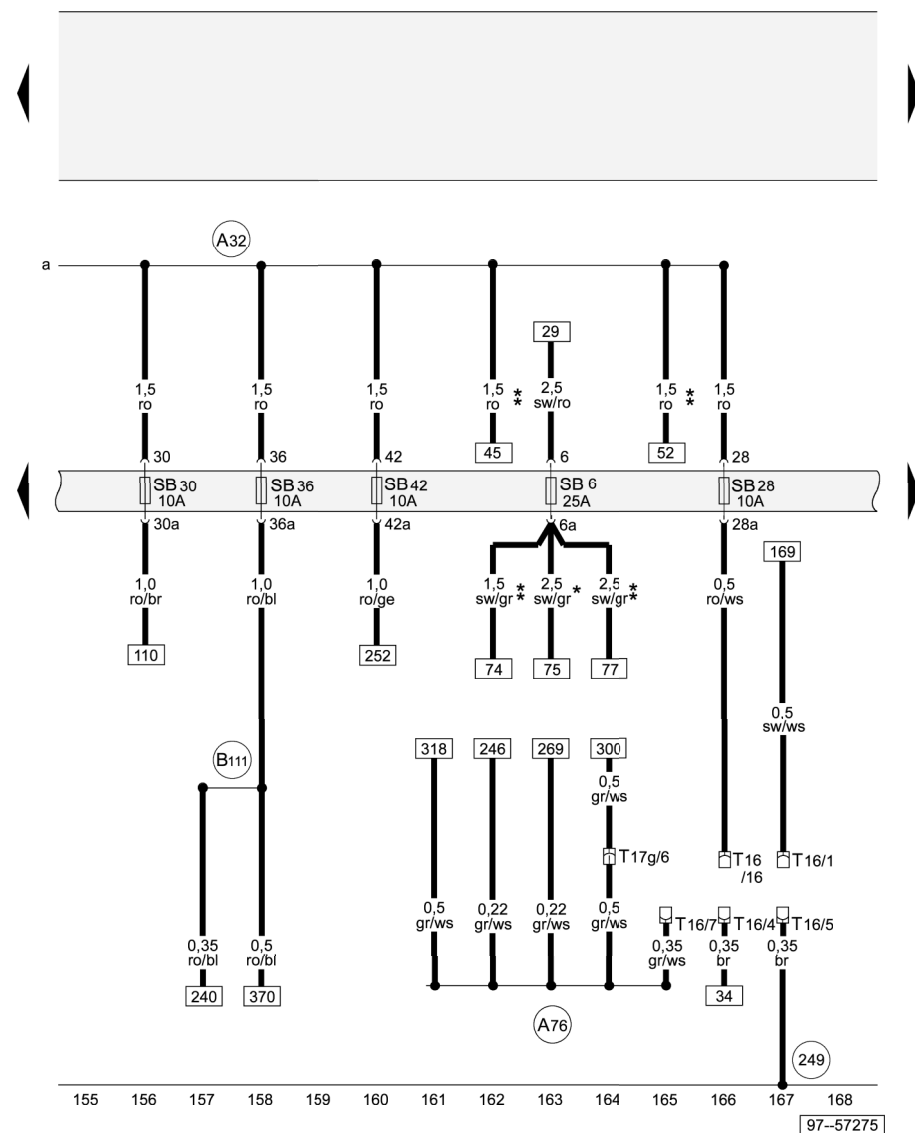 A32
a
29
1,5 1,5 1,5 1,5 2,5 1,5 1,5
ro ro ro ro ** sw/ro ro ** ro
45 52
30 36 42 6 28
SB 30 SB 36 SB 42 SB 6 SB 28
10A 10A 10A 25A 10A
30a 36a 42a 6a 28a
169
1,0 1,0 1,0 1,5 2,5 2,5 0,5
ro/br ro/bl ro/ge sw/gr ** sw/gr * sw/gr ** ro/ws
110 252 74 75 77
0,5
sw/ws
318 246 269 300
B111
0,5
gr/ws
T17g/6 T16 T16/1
/16
0,5 0,22 0,22 0,5
gr/ws gr/ws gr/ws gr/ws
T16/7 T16/4 T16/5
0,35 0,5 0,35 0,35 0,35
ro/bl ro/bl gr/ws br br
240 370 34
A76
249
155 156 157 158 159 160 161 162 163 164 165 166 167 168
97--57275